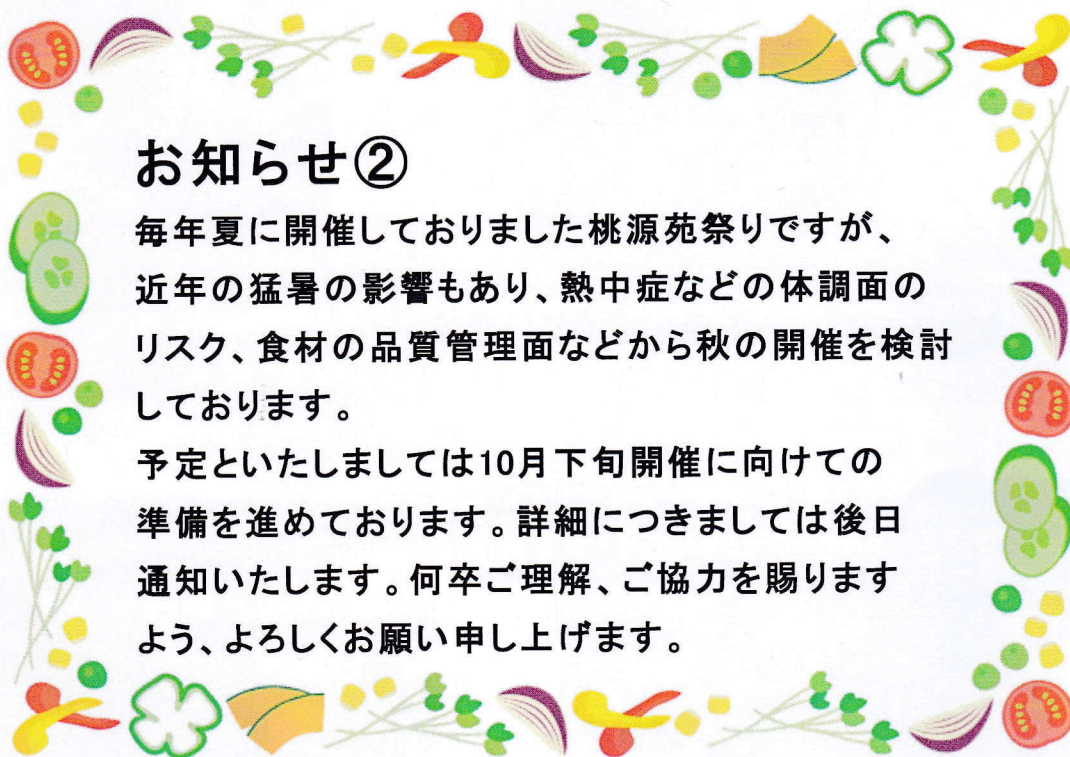 お知らせ②
毎年夏に開催しておりました桃源苑祭りですが、
近年の猛暑の影響もあり、熱中症などの体調面の
リスク、食材の品質管理面などから秋の開催を検討
しております。
予定といたしましては10月下旬開催に向けての
準備を進めております。詳細につきましては後日
通知いたします。何卒ご理解、ご協力を賜ります
よう、よろしくお願い申し上げます。